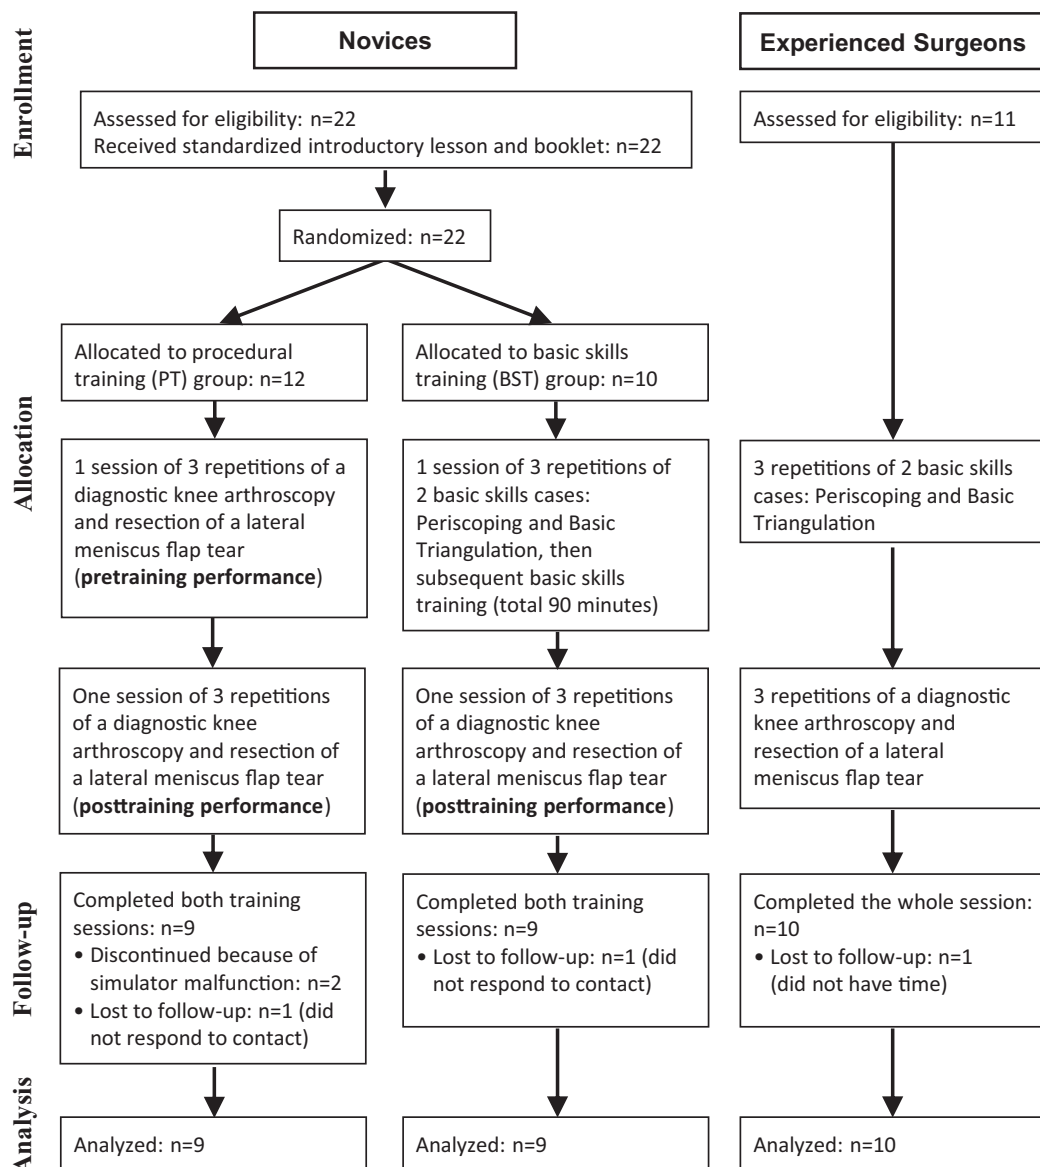 Enrollment
Novices
Experienced Surgeons
Assessed for eligibility: n=22
Received standardized introductory lesson and booklet: n=22
Assessed for eligibility: n=11
Randomized: n=22
Allocation
Allocated to procedural
training (PT) group: n=12
Allocated to basic skills
training (BST) group: n=10
1 session of 3 repetitions of a
diagnostic knee arthroscopy
and resection of a lateral
meniscus flap tear
(pretraining performance)
1 session of 3 repetitions of
2 basic skills cases:
Periscoping and Basic
Triangulation, then
subsequent basic skills
training (total 90 minutes)
3 repetitions of 2 basic skills
cases: Periscoping and Basic
Triangulation
One session of 3 repetitions
of a diagnostic knee
arthroscopy and resection of
a lateral meniscus flap tear
(posttraining performance)
One session of 3 repetitions
of a diagnostic knee
arthroscopy and resection of
a lateral meniscus flap tear
(posttraining performance)
3 repetitions of a diagnostic
knee arthroscopy and
resection of a lateral
meniscus flap tear
Follow-up
Completed both training
sessions: n=9
• Discontinued because of
simulator malfunction: n=2
• Lost to follow-up: n=1 (did
not respond to contact)
Completed both training
sessions: n=9
• Lost to follow-up: n=1 (did
not respond to contact)
Completed the whole session:
n=10
• Lost to follow-up: n=1
(did not have time)
Analysis
Analyzed: n=9
Analyzed: n=9
Analyzed: n=10